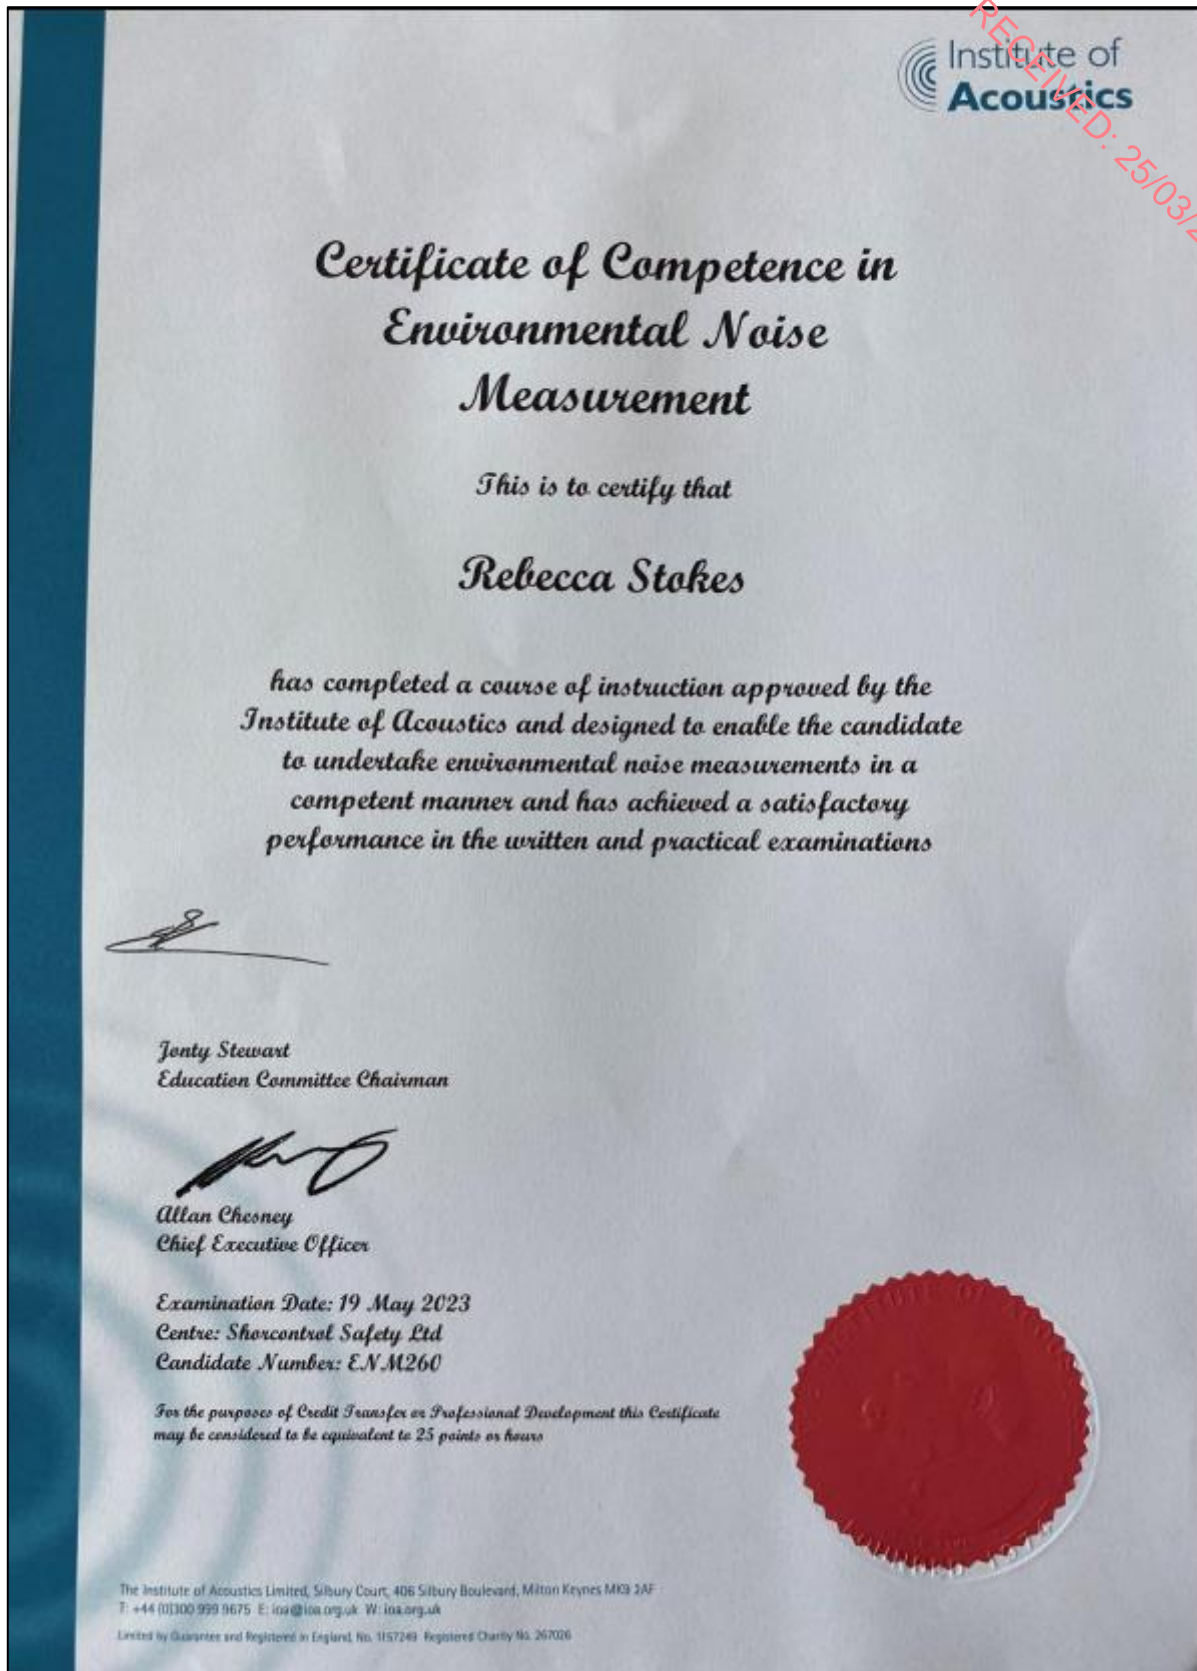 Institute of
Acoustics
RECEIVED: 25/03/2
Certificate of Competence in
Environmental Noise
Measurement
This is to certify that
Rebecca Stokes
has completed a course of instruction approved by the
Institute of Acoustics and designed to enable the candidate
to undertake environmental noise measurements in a
competent manner and has achieved a satisfactory
performance in the written and practical examinations
Jonty Stewart
Education Committee Chairman
Allan Chesney
Chief Executive Officer
Examination Date: 19 May 2023
Centre: Shorcontrol Safety Ltd
Candidate Number: ENM260
For the purposes of Credit Transfer or Professional Development this Certificate
may be considered to be equivalent to 25 points or hours
The Institute of Acoustics Limited, Silbury Court, 406 Silbury Boulevard, Milton Keynes MK9 2AF
T: +44 (0)300 999 9675 E: ioa@ioa.org.uk W: ioa.org.uk
Limited by Guarantee and Registered in England, No. 1157249 Registered Charity No. 267026